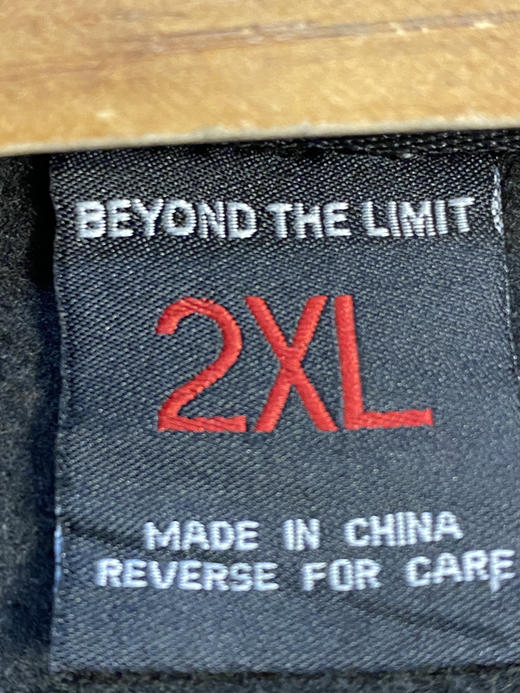 BEYOND THE LIMIT
2XL
MADE IN CHINA
REVERSE FOR CARE